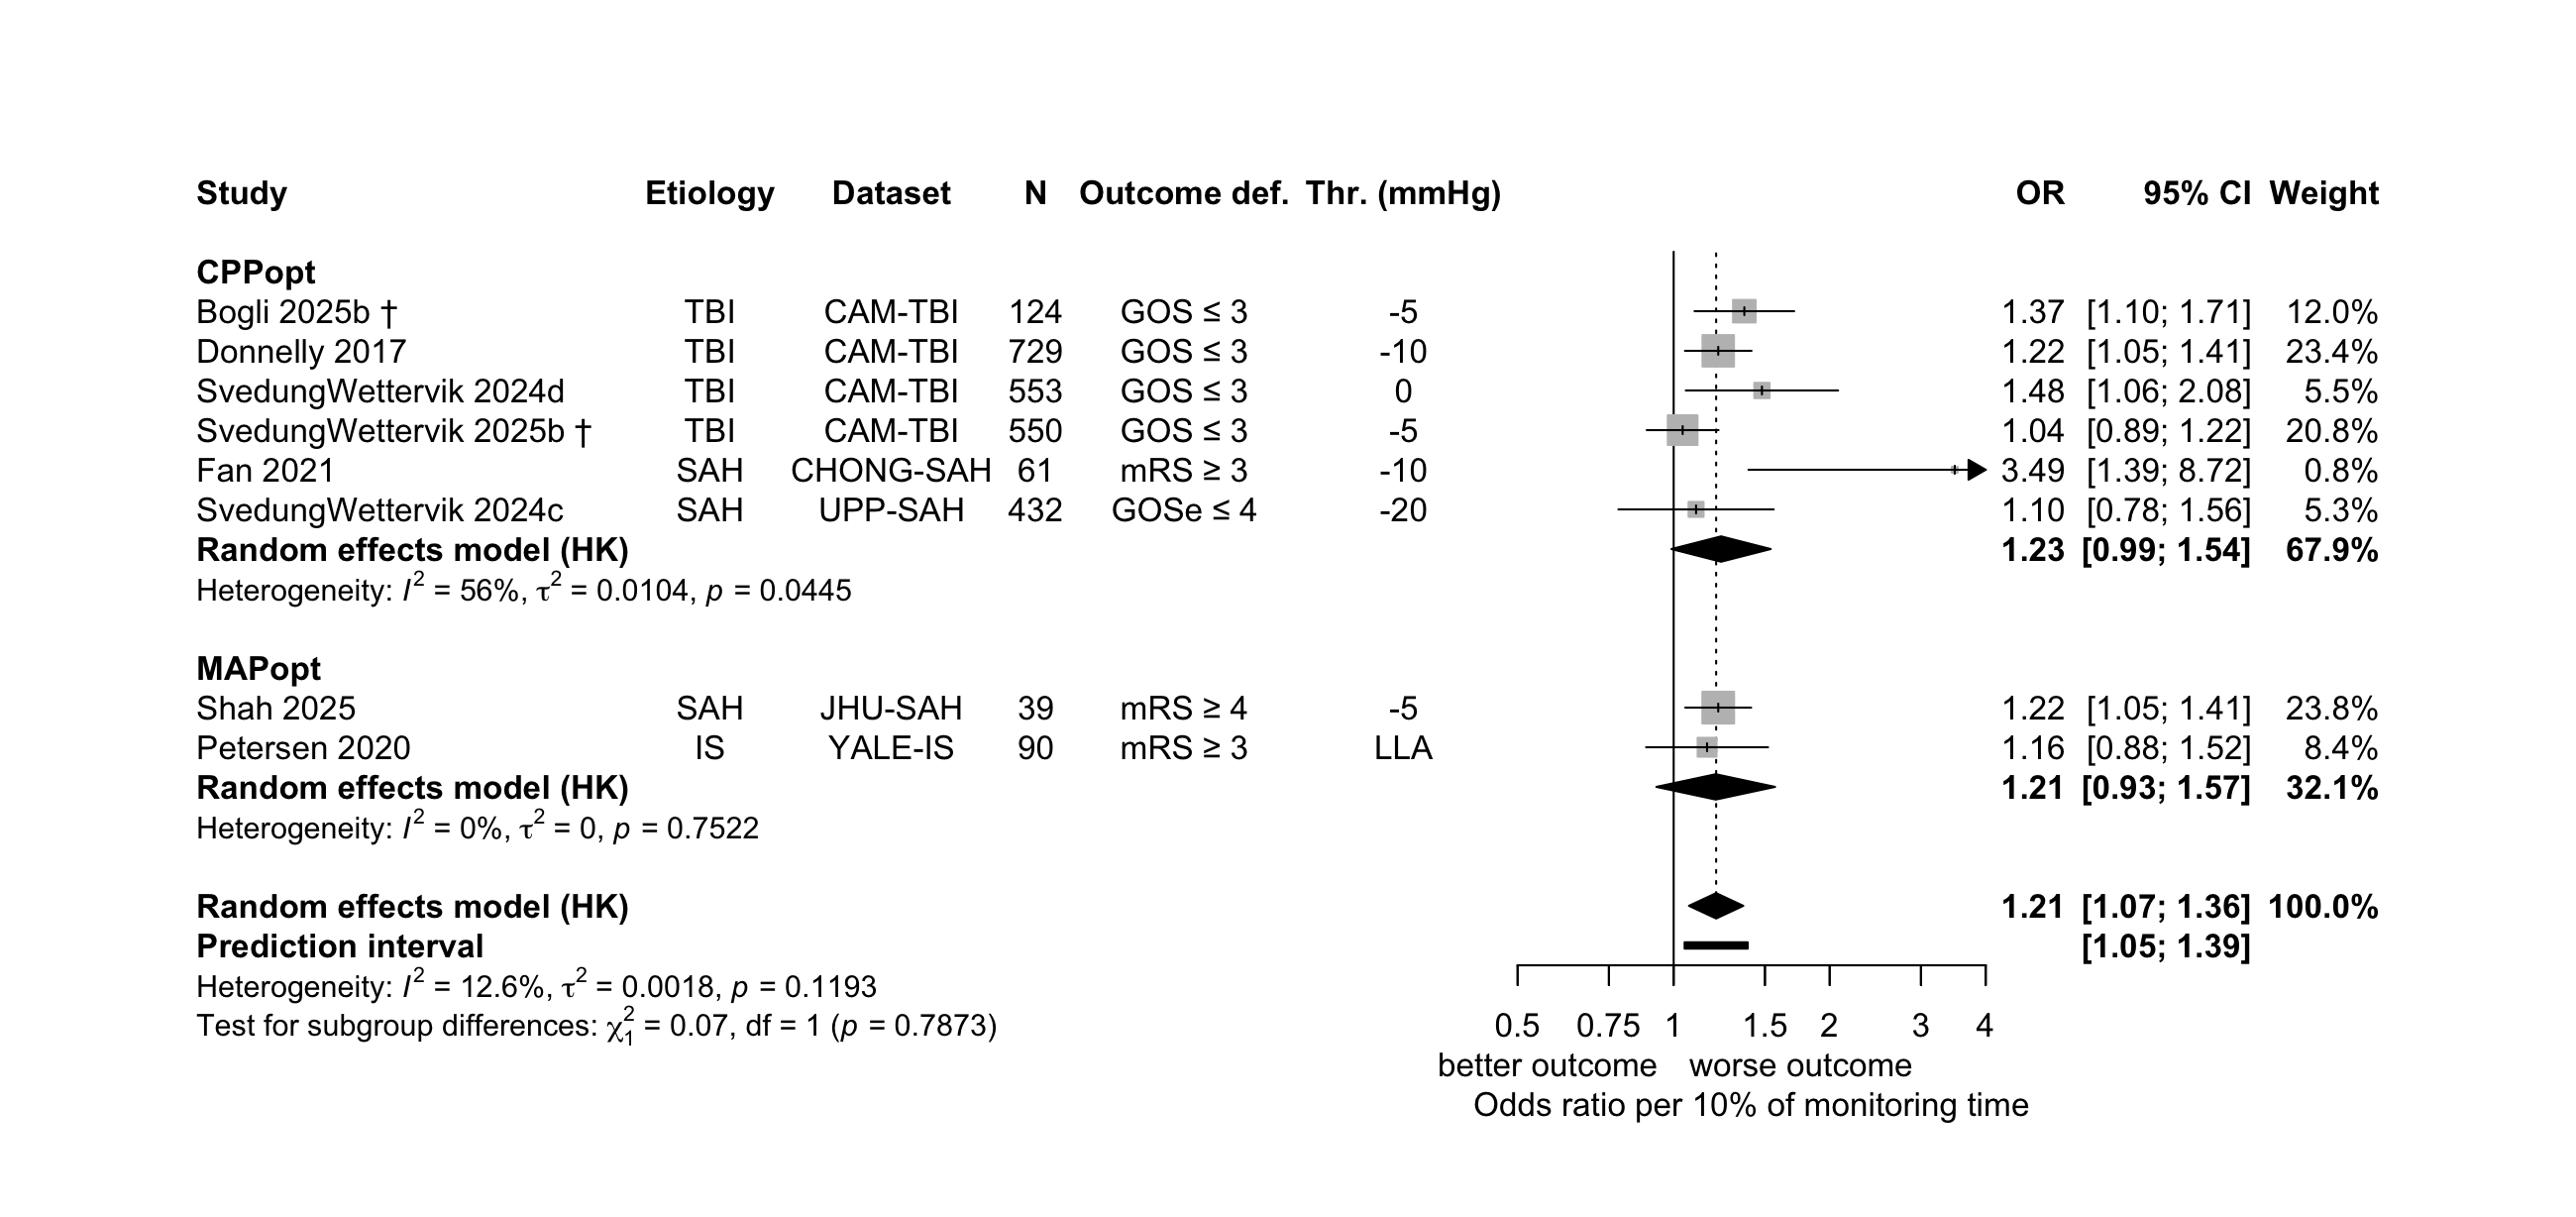 Study Etiology Dataset N Outcome def. Thr. (mmHg) OR 95% CI Weight
CPPopt
Bogli 2025b † TBI CAM-TBI 124 GOS ≤ 3 -5 1.37 [1.10; 1.71] 12.0%
Donnelly 2017 TBI CAM-TBI 729 GOS ≤ 3 -10 1.22 [1.05; 1.41] 23.4%
SvedungWettervik 2024d TBI CAM-TBI 553 GOS ≤ 3 0 1.48 [1.06; 2.08] 5.5%
SvedungWettervik 2025b † TBI CAM-TBI 550 GOS ≤ 3 -5 1.04 [0.89; 1.22] 20.8%
Fan 2021 SAH CHONG-SAH 61 mRS ≥ 3 -10 3.49 [1.39; 8.72] 0.8%
SvedungWettervik 2024c SAH UPP-SAH 432 GOSe ≤ 4 -20 1.10 [0.78; 1.56] 5.3%
Random effects model (HK) 1.23 [0.99; 1.54] 67.9%
Heterogeneity: I² = 56%, τ² = 0.0104, p = 0.0445
MAPopt
Shah 2025 SAH JHU-SAH 39 mRS ≥ 4 -5 1.22 [1.05; 1.41] 23.8%
Petersen 2020 IS YALE-IS 90 mRS ≥ 3 LLA 1.16 [0.88; 1.52] 8.4%
Random effects model (HK) 1.21 [0.93; 1.57] 32.1%
Heterogeneity: I² = 0%, τ² = 0, p = 0.7522
Random effects model (HK) 1.21 [1.07; 1.36] 100.0%
Prediction interval [1.05; 1.39]
Heterogeneity: I² = 12.6%, τ² = 0.0018, p = 0.1193
Test for subgroup differences: χ₁² = 0.07, df = 1 (p = 0.7873)
0.5 0.75 1 1.5 2 3 4
better outcome worse outcome
Odds ratio per 10% of monitoring time